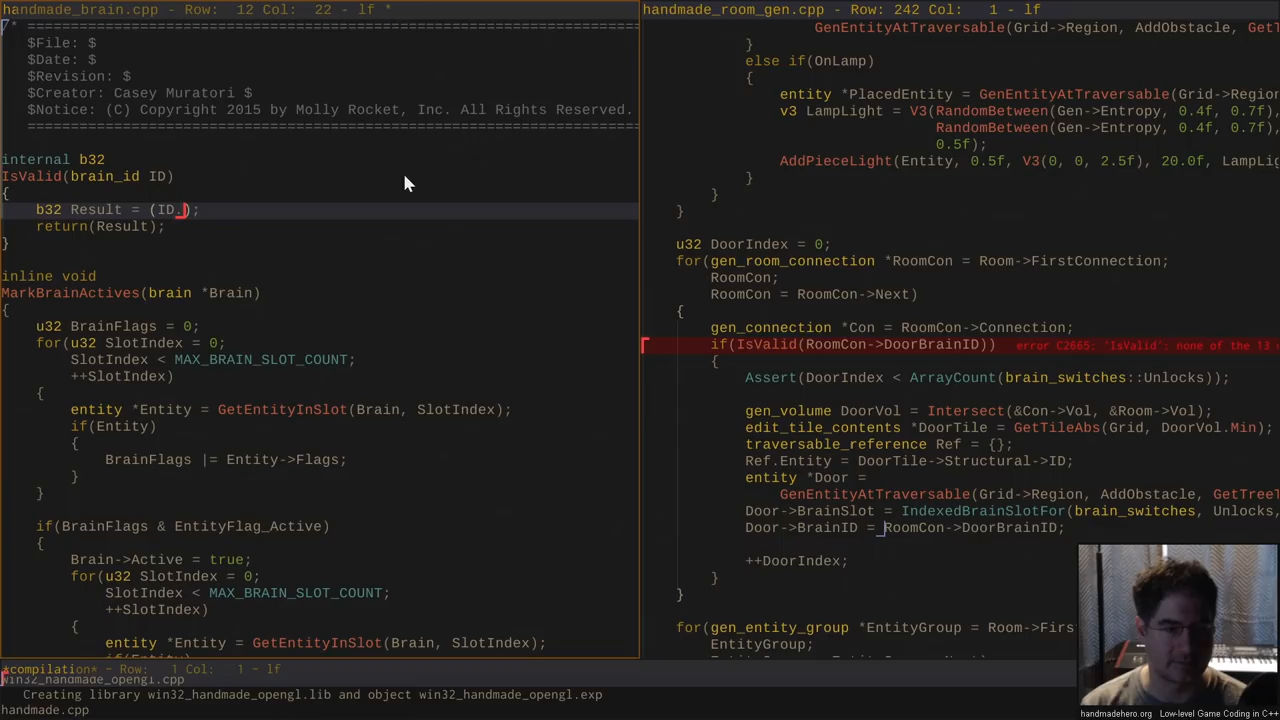 handmade_brain.cpp - Row: 12 Col: 22 - lf *
/* ========================================================================
$File: $
$Date: $
$Revision: $
$Creator: Casey Muratori $
$Notice: (C) Copyright 2015 by Molly Rocket, Inc. All Rights Reserved.
========================================================================
internal b32
IsValid(brain_id ID)
{
b32 Result = (ID.);
return(Result);
}
inline void
MarkBrainActives(brain *Brain)
{
u32 BrainFlags = 0;
for(u32 SlotIndex = 0;
SlotIndex < MAX_BRAIN_SLOT_COUNT;
++SlotIndex)
{
entity *Entity = GetEntityInSlot(Brain, SlotIndex);
if(Entity)
{
BrainFlags |= Entity->Flags;
}
}
if(BrainFlags & EntityFlag_Active)
{
Brain->Active = true;
for(u32 SlotIndex = 0;
SlotIndex < MAX_BRAIN_SLOT_COUNT;
++SlotIndex)
{
entity *Entity = GetEntityInSlot(Brain, SlotIndex);
handmade_room_gen.cpp - Row: 242 Col: 1 - lf
GenEntityAtTraversable(Grid->Region, AddObstacle, GetT
}
else if(OnLamp)
{
entity *PlacedEntity = GenEntityAtTraversable(Grid->Region
v3 LampLight = V3(RandomBetween(Gen->Entropy, 0.4f, 0.7f),
RandomBetween(Gen->Entropy, 0.4f, 0.7f),
0.5f);
AddPieceLight(Entity, 0.5f, V3(0, 0, 2.5f), 20.0f, LampLig
}
}
}
u32 DoorIndex = 0;
for(gen_room_connection *RoomCon = Room->FirstConnection;
RoomCon;
RoomCon = RoomCon->Next)
{
gen_connection *Con = RoomCon->Connection;
if(IsValid(RoomCon->DoorBrainID)) error C2665: 'IsValid': none of the 13
{
Assert(DoorIndex < ArrayCount(brain_switches::Unlocks));
gen_volume DoorVol = Intersect(&Con->Vol, &Room->Vol);
edit_tile_contents *DoorTile = GetTileAbs(Grid, DoorVol.Min);
traversable_reference Ref = {};
Ref.Entity = DoorTile->Structural->ID;
entity *Door =
GenEntityAtTraversable(Grid->Region, AddObstacle, GetTre
Door->BrainSlot = IndexedBrainSlotFor(brain_switches, Unlocks,
Door->BrainID = RoomCon->DoorBrainID;
++DoorIndex;
}
}
for(gen_entity_group *EntityGroup = Room->Firs
EntityGroup;
*compilation* - Row: 1 Col: 1 - lf
win32_handmade_opengl.cpp
Creating library win32_handmade_opengl.lib and object win32_handmade_opengl.exp
handmade.cpp
handmadehero.org | Low-level Game Coding in C++